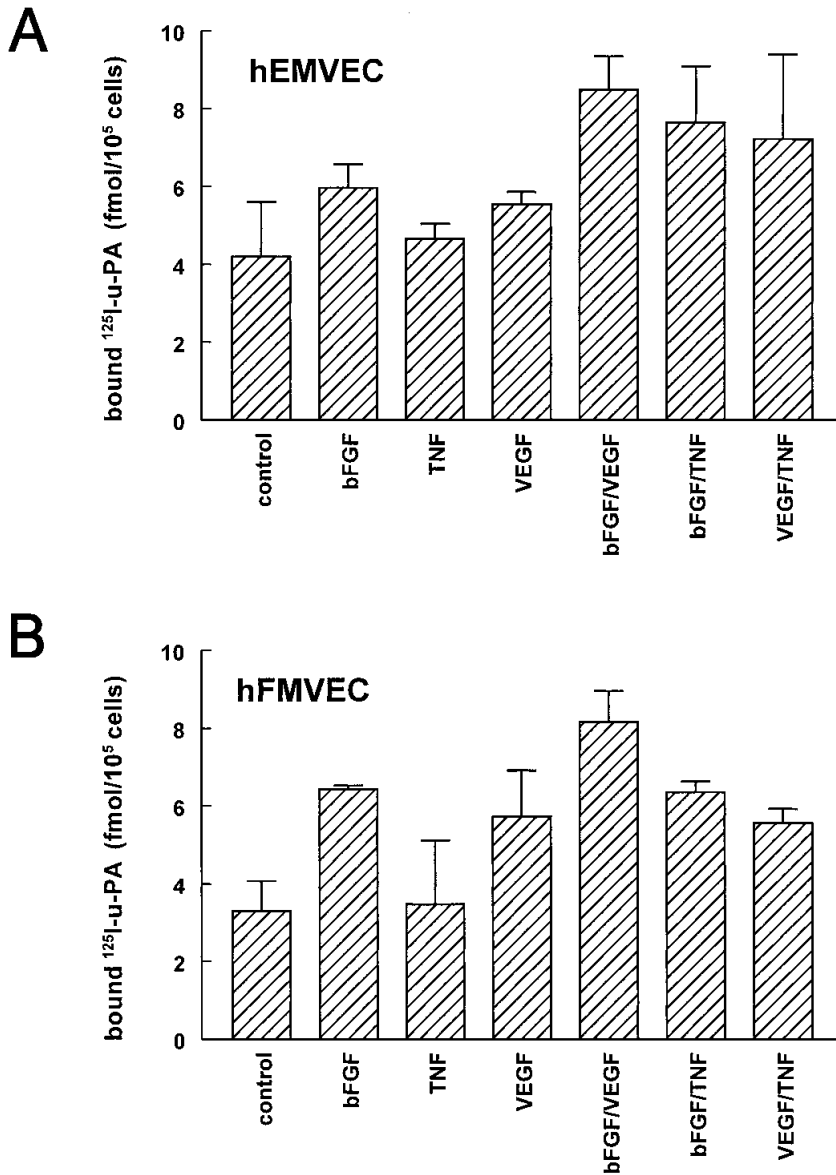 A
hEMVEC
bound ¹²⁵I-u-PA (fmol/10⁵ cells)
10
8
6
4
2
0
control
bFGF
TNF
VEGF
bFGF/VEGF
bFGF/TNF
VEGF/TNF
B
hFMVEC
bound ¹²⁵I-u-PA (fmol/10⁵ cells)
10
8
6
4
2
0
control
bFGF
TNF
VEGF
bFGF/VEGF
bFGF/TNF
VEGF/TNF